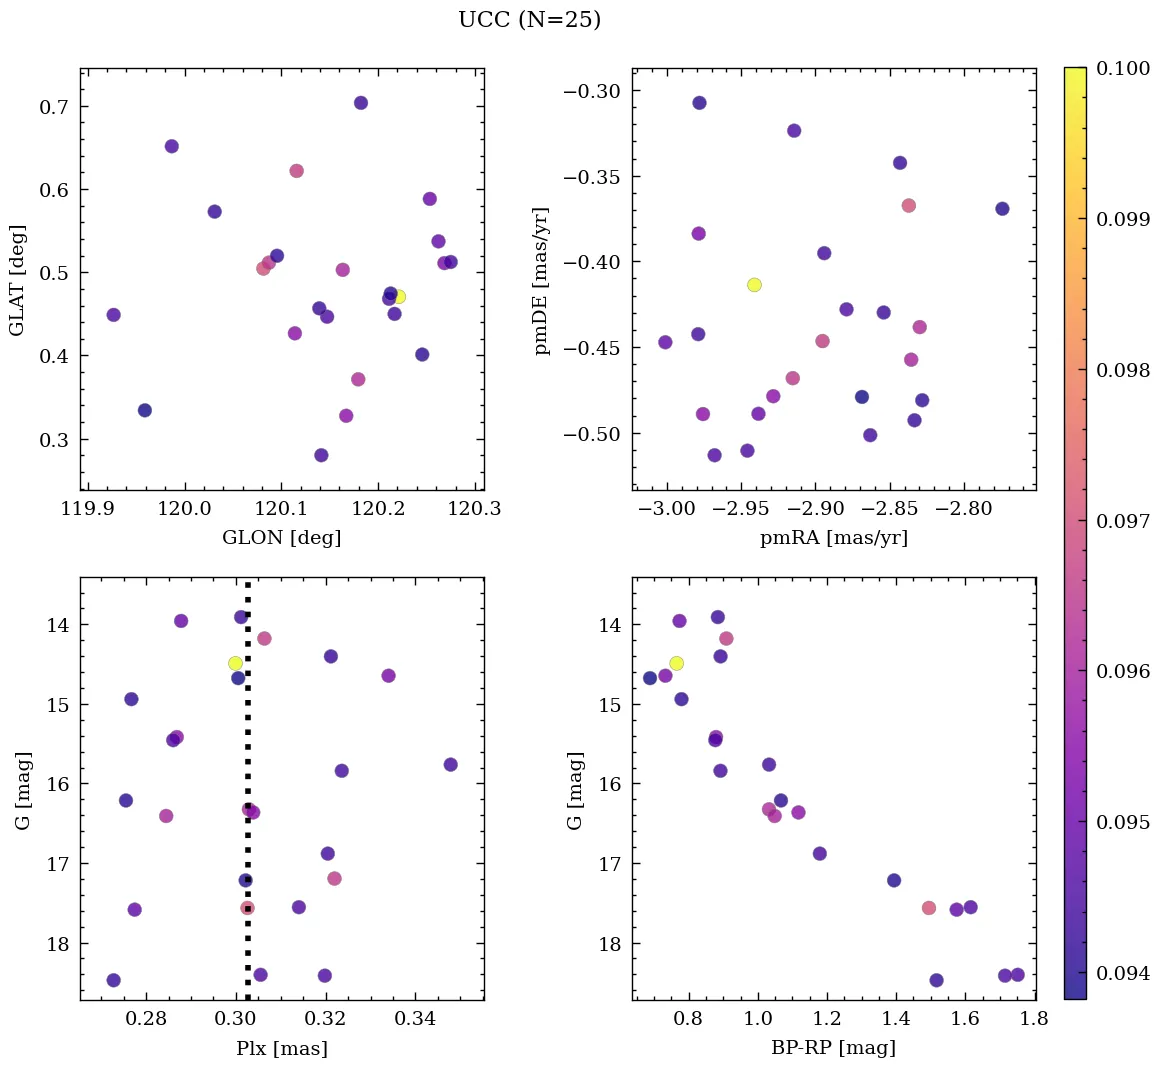 UCC (N=25)
0.7
0.6
0.5
0.4
0.3
GLAT [deg]
119.9 120.0 120.1 120.2 120.3
GLON [deg]
−0.30
−0.35
−0.40
−0.45
−0.50
pmDE [mas/yr]
−3.00 −2.95 −2.90 −2.85 −2.80
pmRA [mas/yr]
14
15
16
17
18
G [mag]
0.28 0.30 0.32 0.34
Plx [mas]
14
15
16
17
18
G [mag]
0.8 1.0 1.2 1.4 1.6 1.8
BP-RP [mag]
0.100
0.099
0.098
0.097
0.096
0.095
0.094